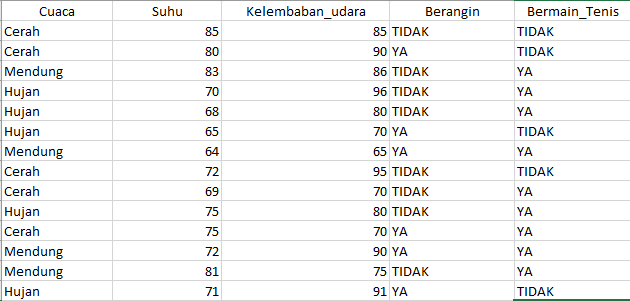 Cuaca Suhu Kelembaban_udara Berangin Bermain_Tenis
Cerah 85 85 TIDAK TIDAK
Cerah 80 90 YA TIDAK
Mendung 83 86 TIDAK YA
Hujan 70 96 TIDAK YA
Hujan 68 80 TIDAK YA
Hujan 65 70 YA TIDAK
Mendung 64 65 YA YA
Cerah 72 95 TIDAK TIDAK
Cerah 69 70 TIDAK YA
Hujan 75 80 TIDAK YA
Cerah 75 70 YA YA
Mendung 72 90 YA YA
Mendung 81 75 TIDAK YA
Hujan 71 91 YA TIDAK